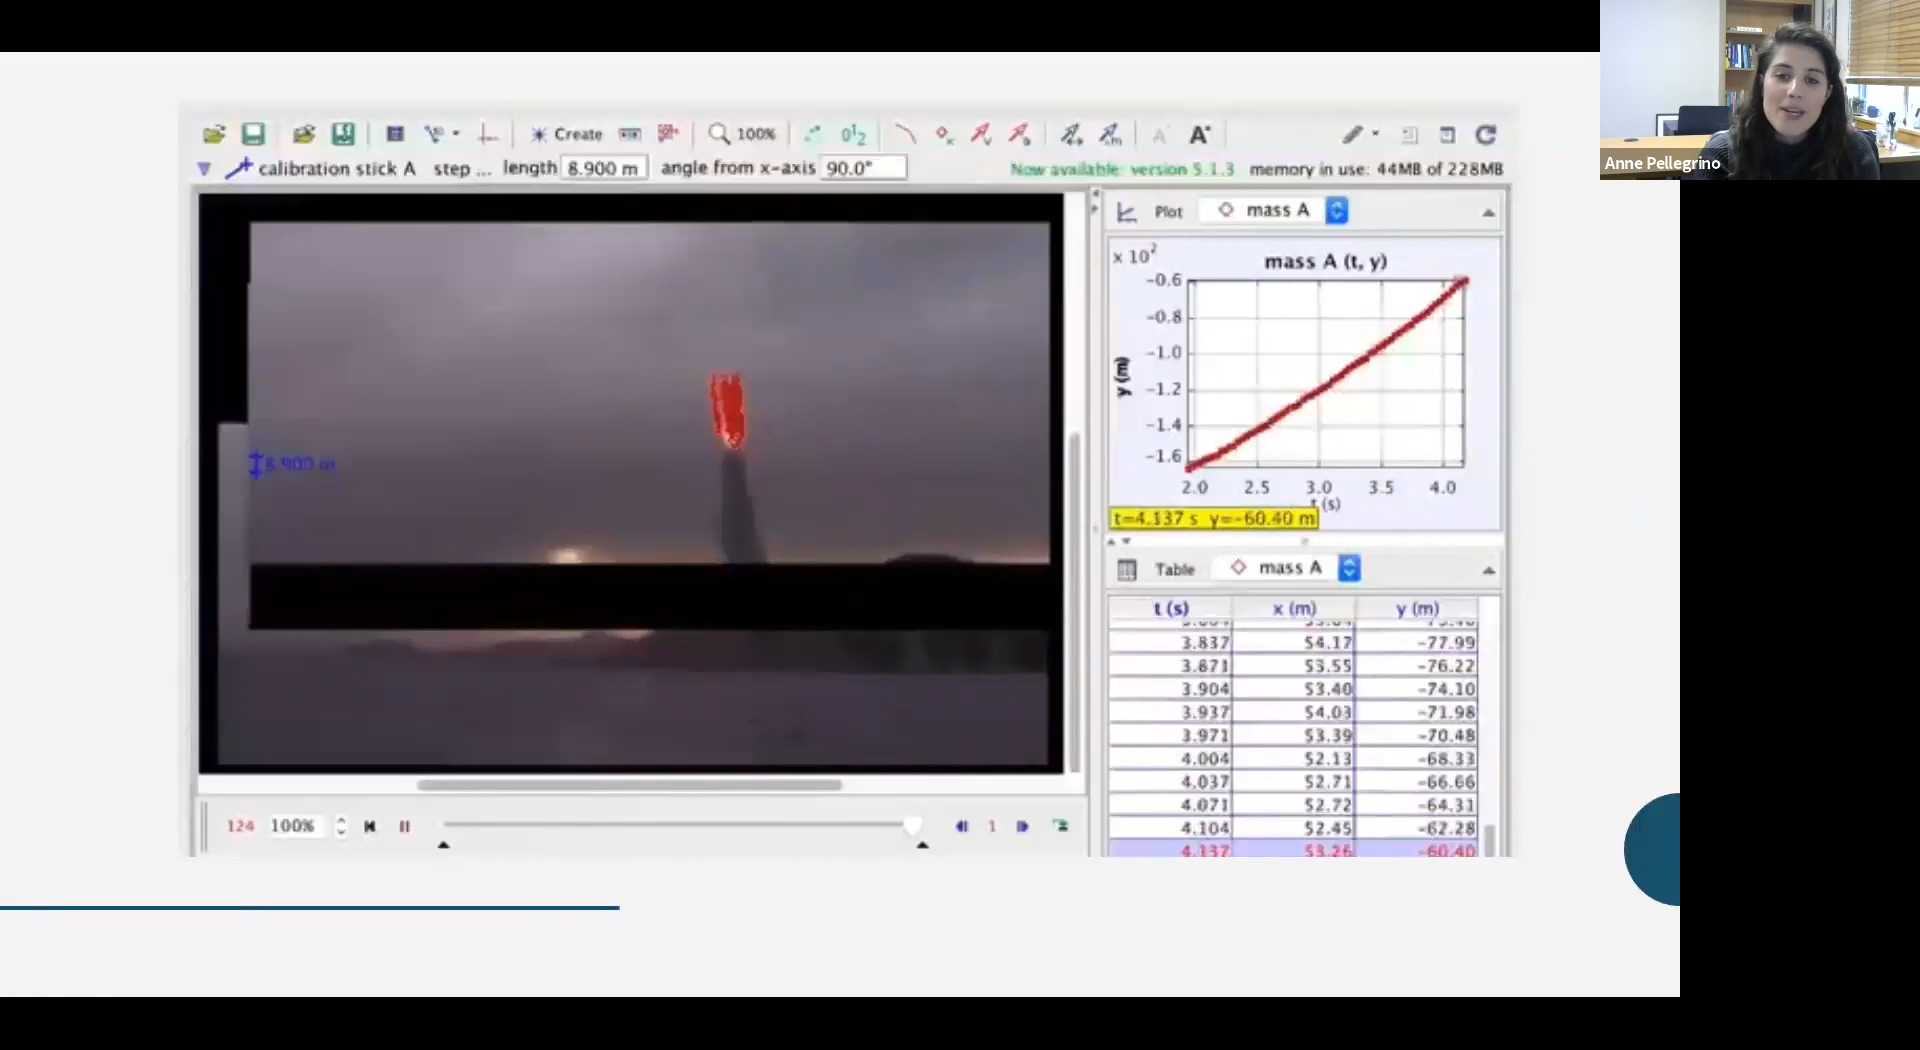 Anne Pellegrino
Create 100%
calibration stick A step ... length 8.900 m angle from x-axis 90.0° Now available: version 5.1.3 memory in use: 44MB of 228MB
8.900 m
124 100% 1
Plot mass A
x 10²
mass A (t, y)
-0.6
-0.8
-1.0
-1.2
-1.4
-1.6
y (m)
2.0 2.5 3.0 3.5 4.0
t (s)
t=4.137 s y=-60.40 m
Table mass A
t (s) x (m) y (m)
3.837 54.17 -77.99
3.871 53.55 -76.22
3.904 53.40 -74.10
3.937 54.03 -71.98
3.971 53.39 -70.48
4.004 52.13 -68.33
4.037 52.71 -66.66
4.071 52.72 -64.31
4.104 52.45 -62.28
4.137 53.26 -60.40